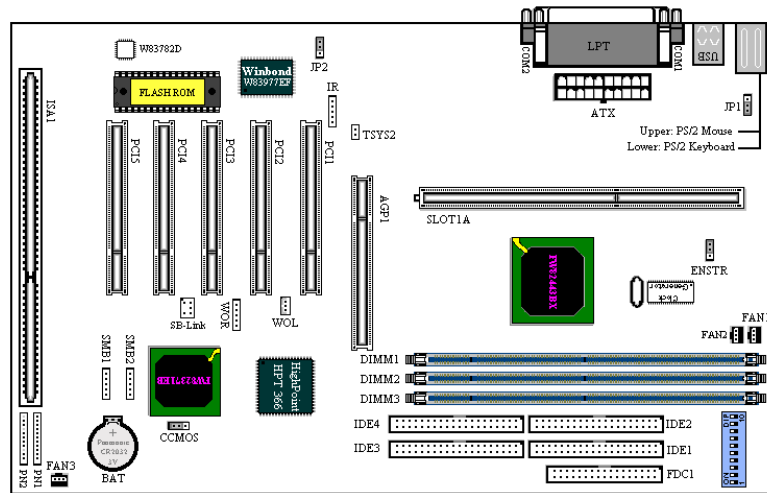 W83782D
JP2
Winbond
W83977EF
FLASH ROM
IR
TSYS2
ISA1
PCI5
PCI4
PCI3
PCI2
PCI1
AGP1
COM2
LPT
COM1
USB
ATX
JP1
Upper: PS/2 Mouse
Lower: PS/2 Keyboard
SLOT1A
FW82443BX
ENSTR
Clock
Generator
FAN2
FAN1
SB-Link
WOR
WOL
SMB1
SMB2
FW82371EB
HighPoint
HPT 366
CCMOS
DIMM1
DIMM2
DIMM3
IDE4
IDE2
IDE3
IDE1
FDC1
PN2
PN1
FAN3
+
Panasonic
CR2032
3V
BAT